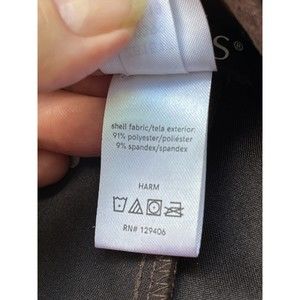 S®
shell fabric/tela exterior:
91% polyester/poliéster
9% spandex/spandex
HARM
RN# 129406